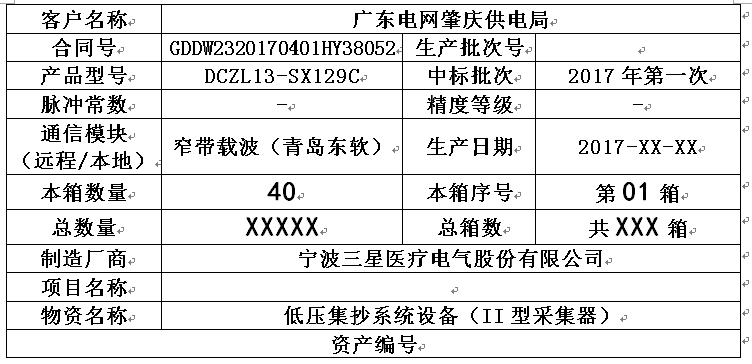 客户名称 广东电网肇庆供电局
合同号 GDDW2320170401HY38052 生产批次号
产品型号 DCZL13-SX129C 中标批次 2017年第一次
脉冲常数 - 精度等级 -
通信模块
（远程/本地） 窄带载波（青岛东软） 生产日期 2017-XX-XX
本箱数量 40 本箱序号 第01箱
总数量 XXXXX 总箱数 共XXX箱
制造厂商 宁波三星医疗电气股份有限公司
项目名称
物资名称 低压集抄系统设备（II型采集器）
资产编号